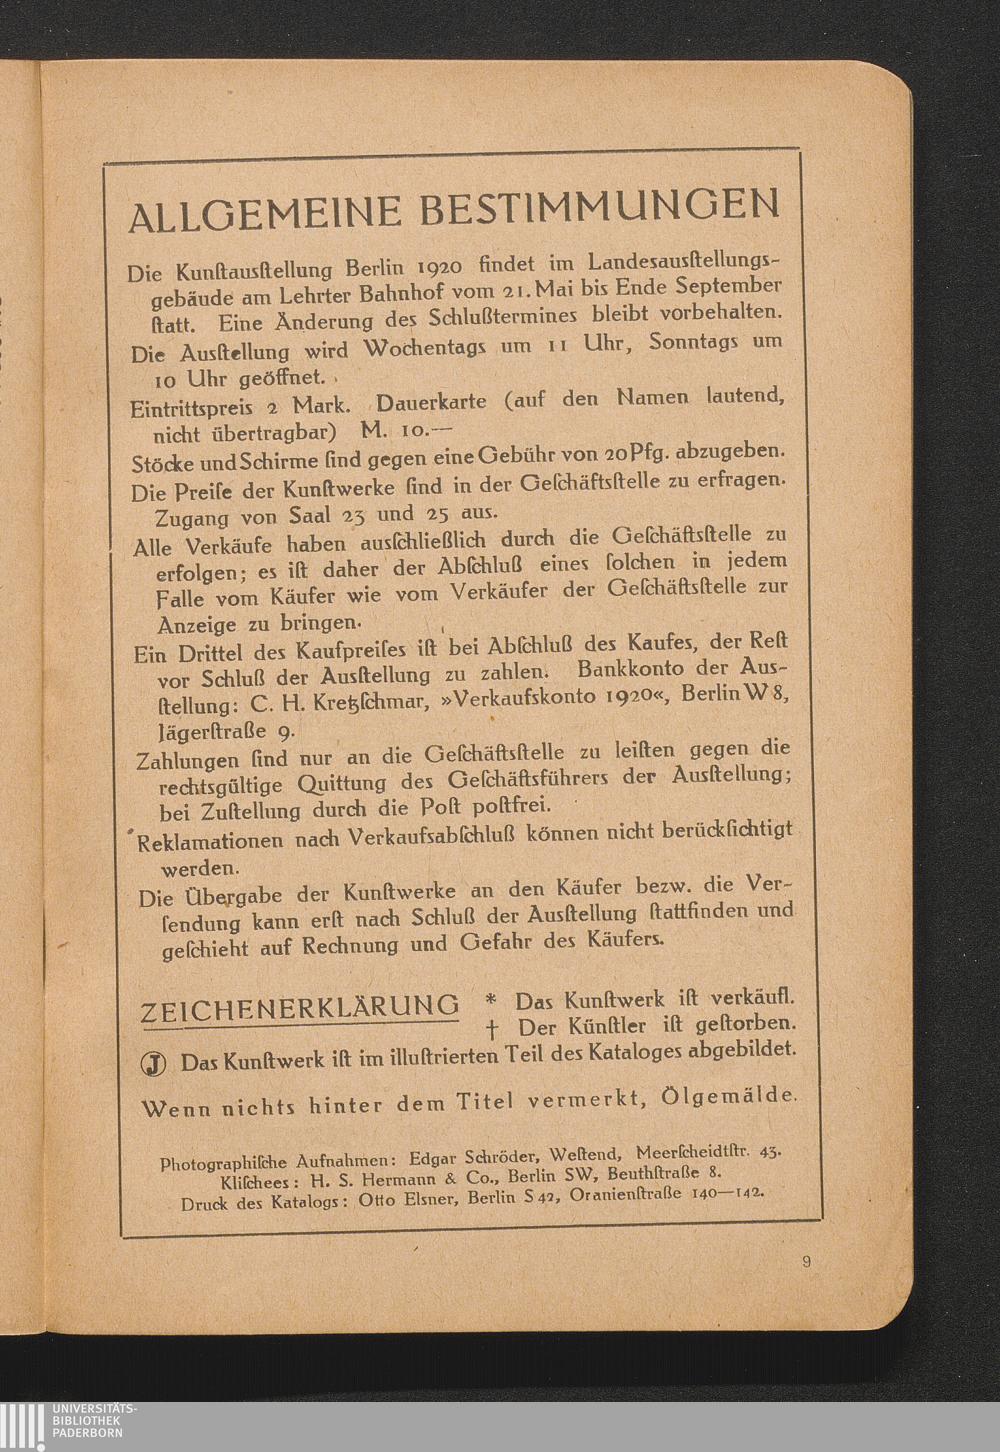 ALLGEMEINE BESTIMMUNGEN
Die Kunſtausſtellung Berlin 1920 findet im Landesausſtellungs-
gebäude am Lehrter Bahnhof vom 21. Mai bis Ende September
ſtatt. Eine Änderung des Schlußtermines bleibt vorbehalten.
Die Ausſtellung wird Wochentags um 11 Uhr, Sonntags um
10 Uhr geöffnet.
Eintrittspreis 2 Mark. Dauerkarte (auf den Namen lautend,
nicht übertragbar) M. 10.—
Stöcke und Schirme ſind gegen eine Gebühr von 20 Pfg. abzugeben.
Die Preiſe der Kunſtwerke ſind in der Geſchäftsſtelle zu erfragen.
Zugang von Saal 23 und 25 aus.
Alle Verkäufe haben ausſchließlich durch die Geſchäftsſtelle zu
erfolgen; es iſt daher der Abſchluß eines ſolchen in jedem
Falle vom Käufer wie vom Verkäufer der Geſchäftsſtelle zur
Anzeige zu bringen.
Ein Drittel des Kaufpreiſes iſt bei Abſchluß des Kaufes, der Reſt
vor Schluß der Ausſtellung zu zahlen. Bankkonto der Aus-
ſtellung: C. H. Kretzſchmar, »Verkaufskonto 1920«, Berlin W 8,
Jägerſtraße 9.
Zahlungen ſind nur an die Geſchäftsſtelle zu leiſten gegen die
rechtsgültige Quittung des Geſchäftsführers der Ausſtellung;
bei Zuſtellung durch die Poſt poſtfrei.
Reklamationen nach Verkaufsabſchluß können nicht berückſichtigt
werden.
Die Übergabe der Kunſtwerke an den Käufer bezw. die Ver-
ſendung kann erſt nach Schluß der Ausſtellung ſtattfinden und
geſchieht auf Rechnung und Gefahr des Käufers.
ZEICHENERKLÄRUNG * Das Kunſtwerk iſt verkäufl.
† Der Künſtler iſt geſtorben.
Ⓙ Das Kunſtwerk iſt im illuſtrierten Teil des Kataloges abgebildet.
Wenn nichts hinter dem Titel vermerkt, Ölgemälde.
Photographiſche Aufnahmen: Edgar Schröder, Weſtend, Meerſcheidtſtr. 43.
Kliſchees: H. S. Hermann & Co., Berlin SW, Beuthſtraße 8.
Druck des Katalogs: Otto Elsner, Berlin S 42, Oranienſtraße 140—142.
9
UNIVERSITÄTS-
BIBLIOTHEK
PADERBORN